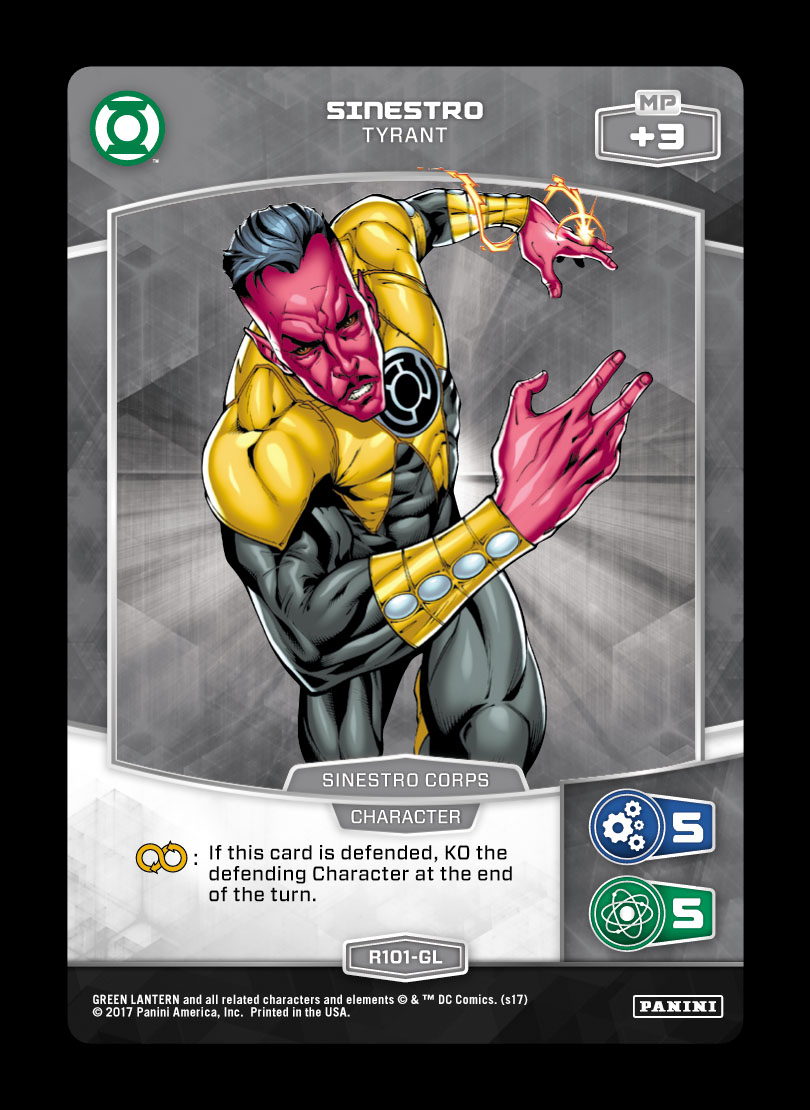 SINESTRO
TYRANT
MP
+3
™
SINESTRO CORPS
CHARACTER
: If this card is defended, KO the
defending Character at the end
of the turn.
5
5
R101-GL
GREEN LANTERN and all related characters and elements © & ™ DC Comics. (s17)
© 2017 Panini America, Inc. Printed in the USA.
PANINI